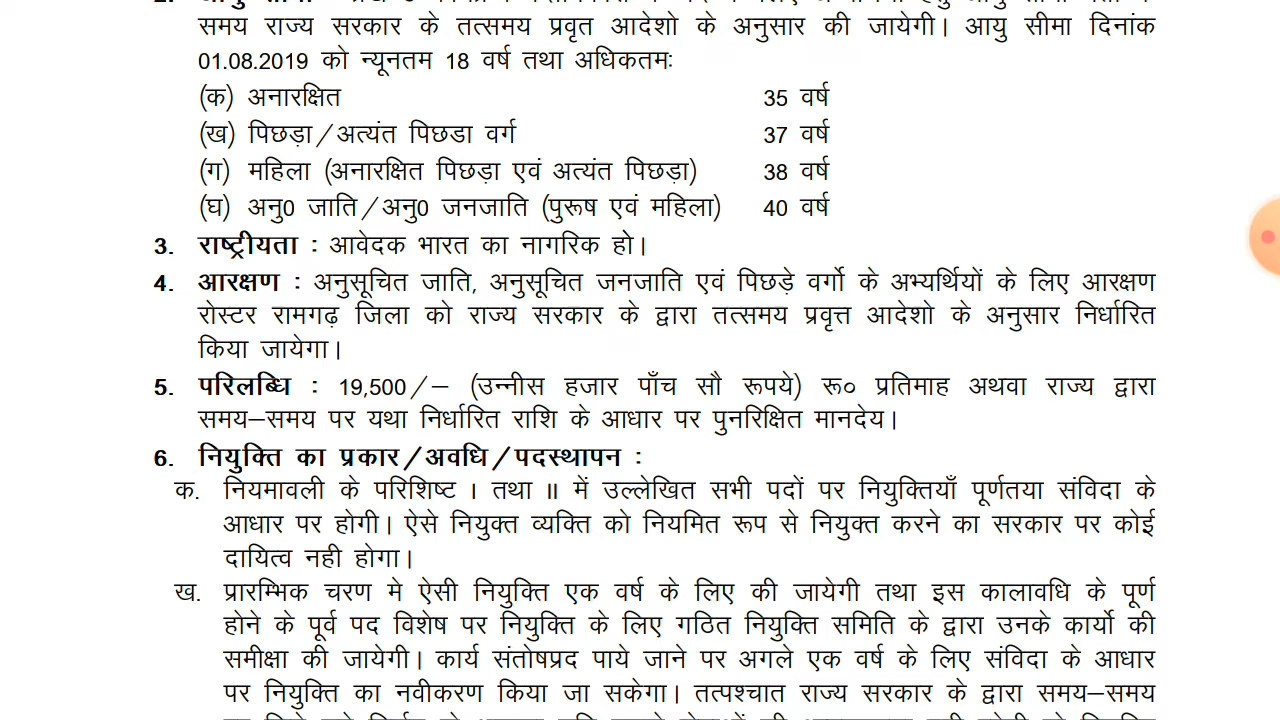 समय राज्य सरकार के तत्समय प्रवृत आदेशो के अनुसार की जायेगी। आयु सीमा दिनांक
01.08.2019 को न्यूनतम 18 वर्ष तथा अधिकतमः
(क) अनारक्षित 35 वर्ष
(ख) पिछड़ा/अत्यंत पिछडा वर्ग 37 वर्ष
(ग) महिला (अनारक्षित पिछड़ा एवं अत्यंत पिछड़ा) 38 वर्ष
(घ) अनु0 जाति/अनु0 जनजाति (पुरूष एवं महिला) 40 वर्ष
3. राष्ट्रीयता : आवेदक भारत का नागरिक हो।
4. आरक्षण : अनुसूचित जाति, अनुसूचित जनजाति एवं पिछड़े वर्गो के अभ्यर्थियों के लिए आरक्षण
रोस्टर रामगढ़ जिला को राज्य सरकार के द्वारा तत्समय प्रवृत्त आदेशो के अनुसार निर्धारित
किया जायेगा।
5. परिलब्धि : 19,500/– (उन्नीस हजार पाँच सौ रूपये) रू० प्रतिमाह अथवा राज्य द्वारा
समय–समय पर यथा निर्धारित राशि के आधार पर पुनरिक्षित मानदेय।
6. नियुक्ति का प्रकार/अवधि/पदस्थापन :
क. नियमावली के परिशिष्ट I तथा II में उल्लेखित सभी पदों पर नियुक्तियाँ पूर्णतया संविदा के
आधार पर होगी। ऐसे नियुक्त व्यक्ति को नियमित रूप से नियुक्त करने का सरकार पर कोई
दायित्व नही होगा।
ख. प्रारम्भिक चरण मे ऐसी नियुक्ति एक वर्ष के लिए की जायेगी तथा इस कालावधि के पूर्ण
होने के पूर्व पद विशेष पर नियुक्ति के लिए गठित नियुक्ति समिति के द्वारा उनके कार्यो की
समीक्षा की जायेगी। कार्य संतोषप्रद पाये जाने पर अगले एक वर्ष के लिए संविदा के आधार
पर नियुक्ति का नवीकरण किया जा सकेगा। तत्पश्चात राज्य सरकार के द्वारा समय–समय